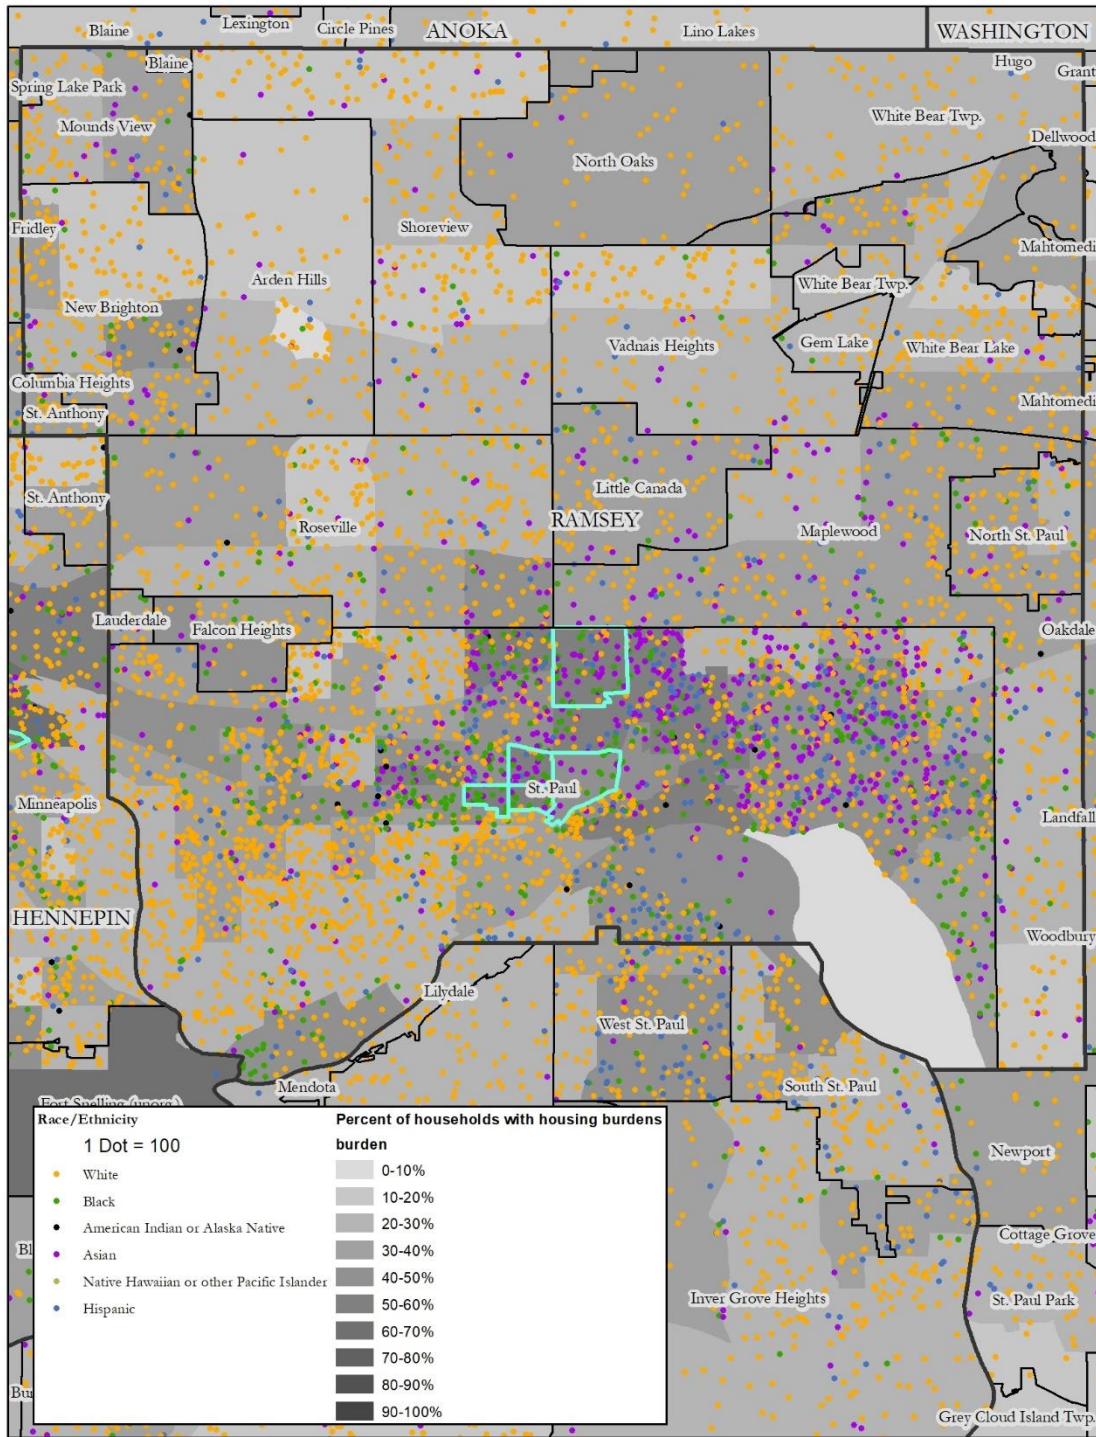 Blaine
Lexington
Circle Pines
ANOKA
Lino Lakes
WASHINGTON
Blaine
Hugo
Grant
Spring Lake Park
Mounds View
White Bear Twp.
Dellwood
North Oaks
Fridley
Shoreview
Mahtomedi
Arden Hills
White Bear Twp.
New Brighton
Vadnais Heights
Gem Lake
White Bear Lake
Columbia Heights
Mahtomedi
St. Anthony
St. Anthony
Little Canada
Roseville
RAMSEY
Maplewood
North St. Paul
Lauderdale
Falcon Heights
Oakdale
St. Paul
Minneapolis
Landfall
HENNEPIN
Woodbury
Lilydale
West St. Paul
Mendota
South St. Paul
Fort Snelling (unorg.)
Newport
Cottage Grove
Inver Grove Heights
St. Paul Park
Grey Cloud Island Twp.
Bl
Bu
Race/Ethnicity
1 Dot = 100
White
Black
American Indian or Alaska Native
Asian
Native Hawaiian or other Pacific Islander
Hispanic
Percent of households with housing burdens
burden
0-10%
10-20%
20-30%
30-40%
40-50%
50-60%
60-70%
70-80%
80-90%
90-100%